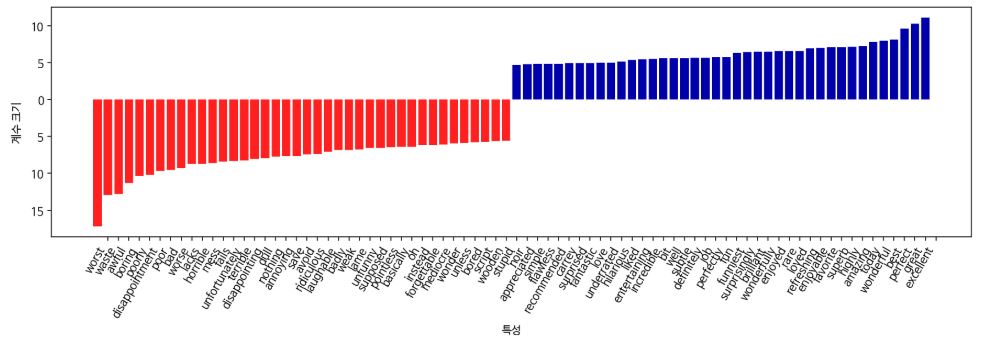 10
5
0
5
10
15
계수 크기
worst
waste
awful
boring
poorly
disappointment
poor
bad
worse
lacks
horrible
mess
fails
unfortunately
terrible
disappointing
dull
nothing
annoying
save
avoid
ridiculous
laughable
badly
weak
lame
unfunny
supposed
pointless
basically
oh
instead
forgettable
mediocre
wonder
unless
bored
script
wooden
stupid
noir
appreciated
simple
flawless
recommended
carrey
surprised
fantastic
love
underrated
hilarious
liked
entertaining
incredible
bit
well
subtle
definitely
job
perfectly
fun
funniest
surprisingly
brilliant
wonderfully
enjoyed
rare
loved
refreshing
enjoyable
favorite
superb
highly
amazing
today
wonderful
best
perfect
great
excellent
특성